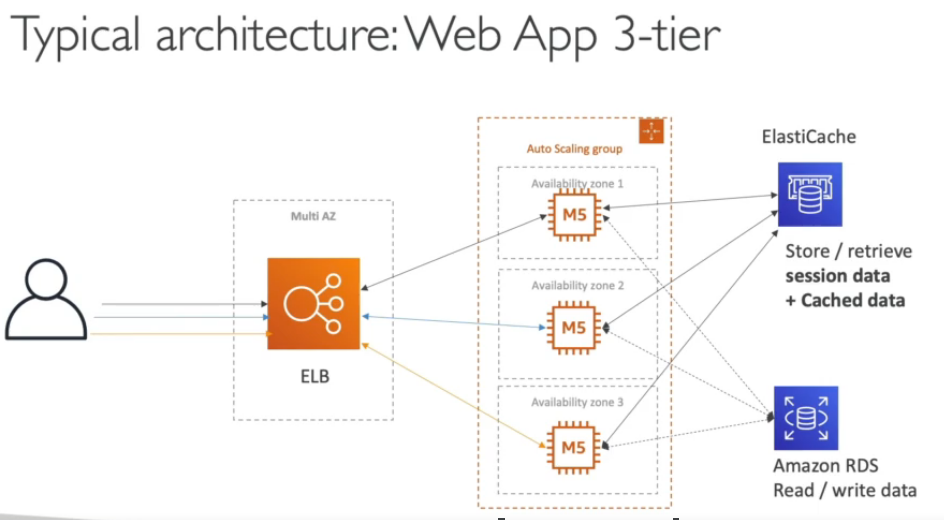 Typical architecture: Web App 3-tier
ElastiCache
Auto Scaling group
Availability zone 1
M5
Multi AZ
Store / retrieve
session data
+ Cached data
Availability zone 2
M5
ELB
Availability zone 3
M5
Amazon RDS
Read / write data